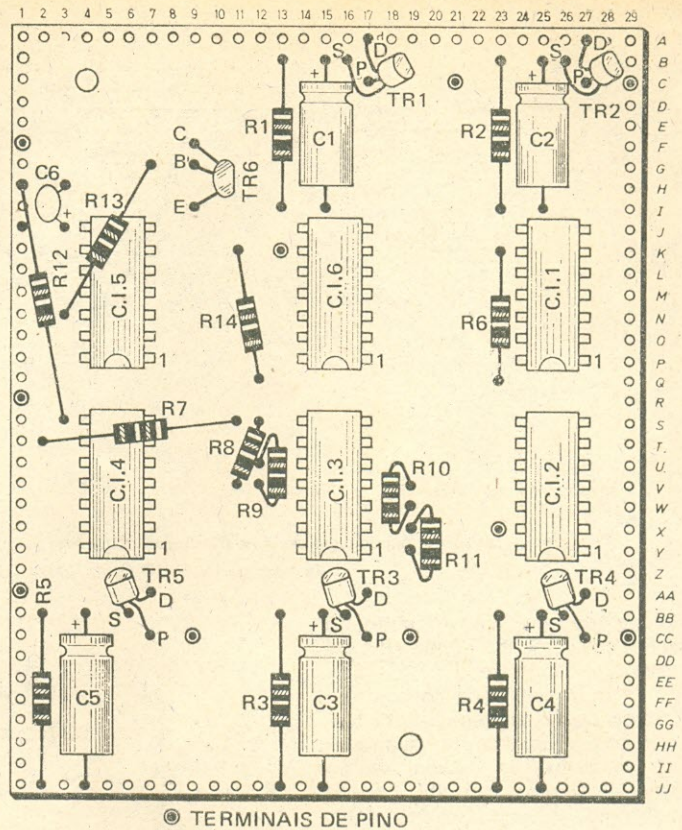 1 2 3 4 5 6 7 8 9 10 11 12 13 14 15 16 17 18 19 20 21 22 23 24 25 26 27 28 29
A
B
C
D
E
F
G
H
I
J
K
L
M
N
O
P
Q
R
S
T
U
V
W
X
Y
Z
AA
BB
CC
DD
EE
FF
GG
HH
II
JJ
S D
P
TR1
S D
P
TR2
+
R1
C1
+
R2
C2
C
B
E
TR6
C6
+
R13
R12
C.I.5
1
C.I.6
1
C.I.1
1
R14
R6
R7
R8
R9
C.I.4
1
C.I.3
1
C.I.2
1
R10
R11
R5
TR5
D
S
P
TR3
D
S
P
TR4
D
S
P
+
C5
R3
+
C3
R4
+
C4
TERMINAIS DE PINO